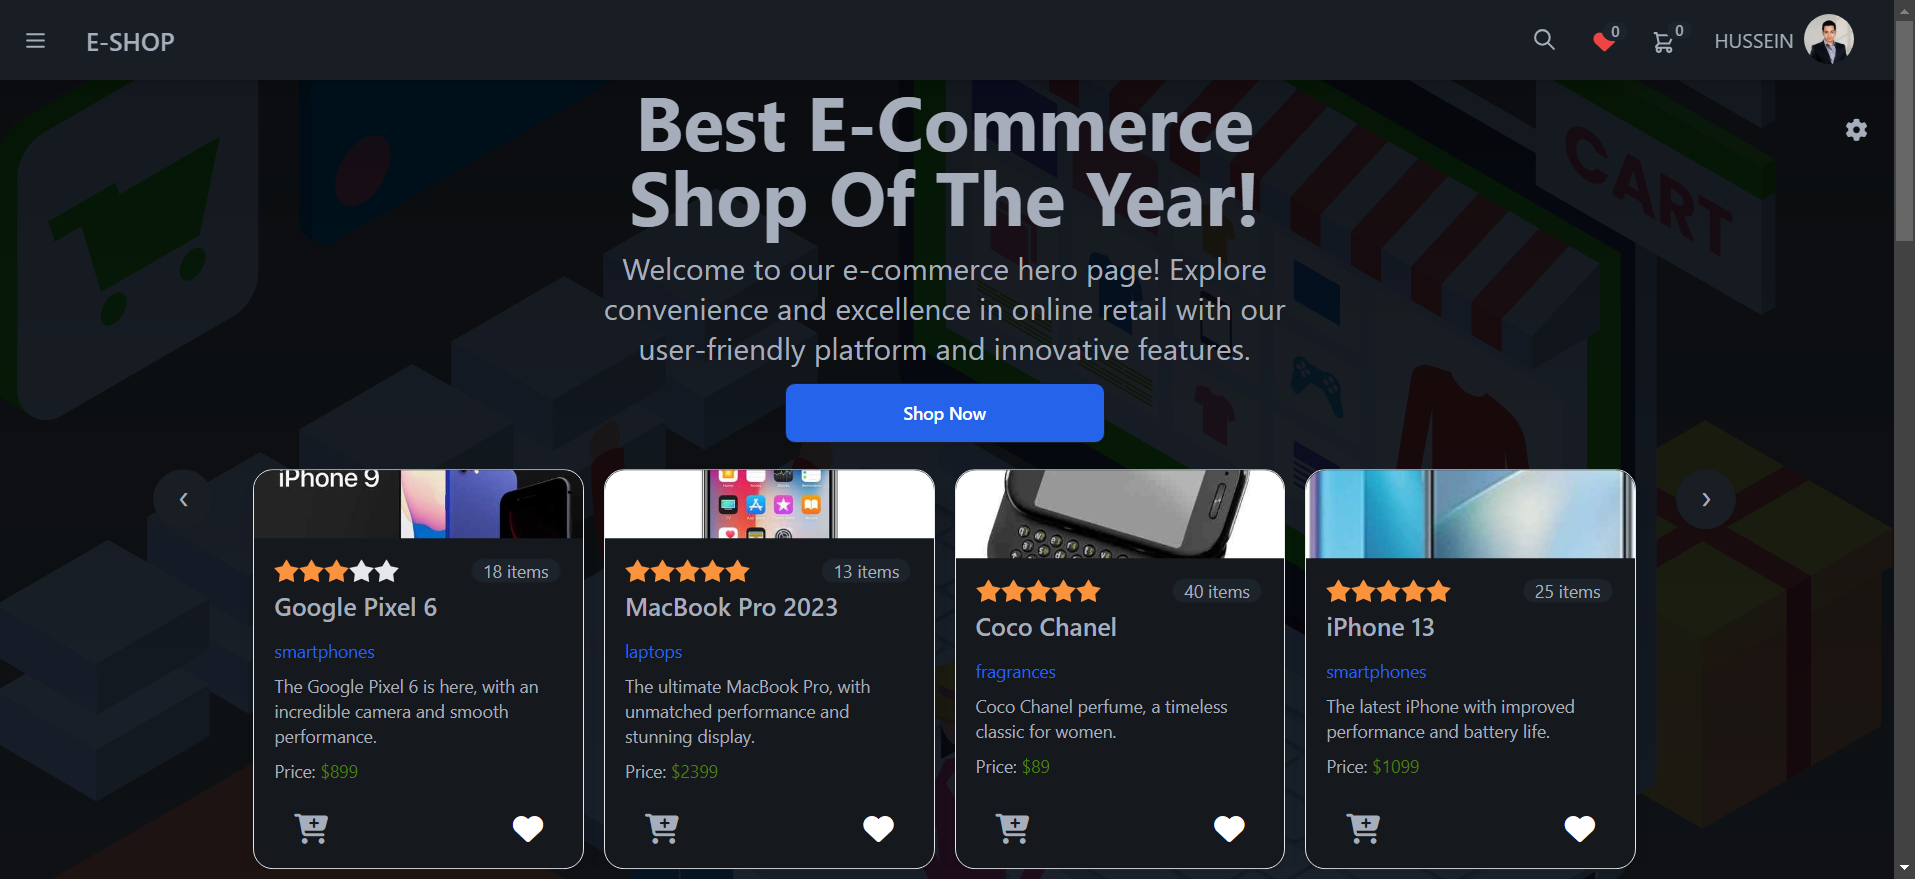 E-SHOP
0
0
HUSSEIN
CART
Best E-Commerce
Shop Of The Year!
Welcome to our e-commerce hero page! Explore
convenience and excellence in online retail with our
user-friendly platform and innovative features.
Shop Now
‹
›
iPhone 9
18 items
Google Pixel 6
smartphones
The Google Pixel 6 is here, with an
incredible camera and smooth
performance.
Price: $899
13 items
MacBook Pro 2023
laptops
The ultimate MacBook Pro, with
unmatched performance and
stunning display.
Price: $2399
40 items
Coco Chanel
fragrances
Coco Chanel perfume, a timeless
classic for women.
Price: $89
25 items
iPhone 13
smartphones
The latest iPhone with improved
performance and battery life.
Price: $1099